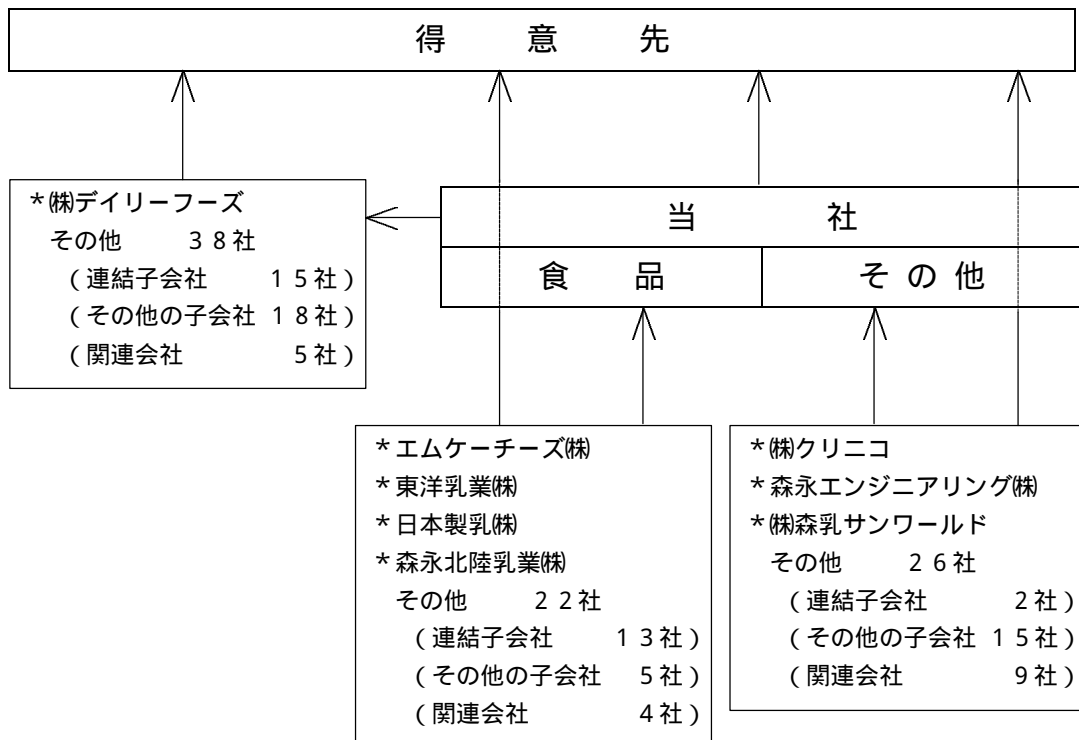 得意先
＊㈱デイリーフーズ
その他 38社
(連結子会社 15社)
(その他の子会社 18社)
(関連会社 5社)
当社
食品
その他
＊エムケーチーズ㈱
＊東洋乳業㈱
＊日本製乳㈱
＊森永北陸乳業㈱
その他 22社
(連結子会社 13社)
(その他の子会社 5社)
(関連会社 4社)
＊㈱クリニコ
＊森永エンジニアリング㈱
＊㈱森乳サンワールド
その他 26社
(連結子会社 2社)
(その他の子会社 15社)
(関連会社 9社)